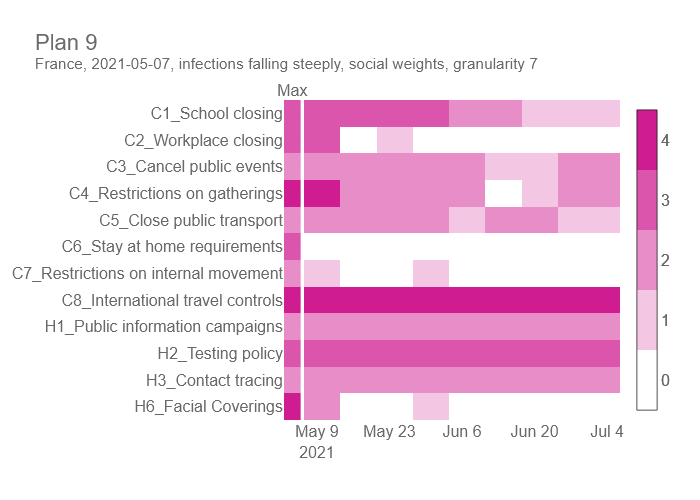 Plan 9
France, 2021-05-07, infections falling steeply, social weights, granularity 7
Max
C1_School closing
C2_Workplace closing
C3_Cancel public events
C4_Restrictions on gatherings
C5_Close public transport
C6_Stay at home requirements
C7_Restrictions on internal movement
C8_International travel controls
H1_Public information campaigns
H2_Testing policy
H3_Contact tracing
H6_Facial Coverings
4
3
2
1
0
May 9 May 23 Jun 6 Jun 20 Jul 4
2021